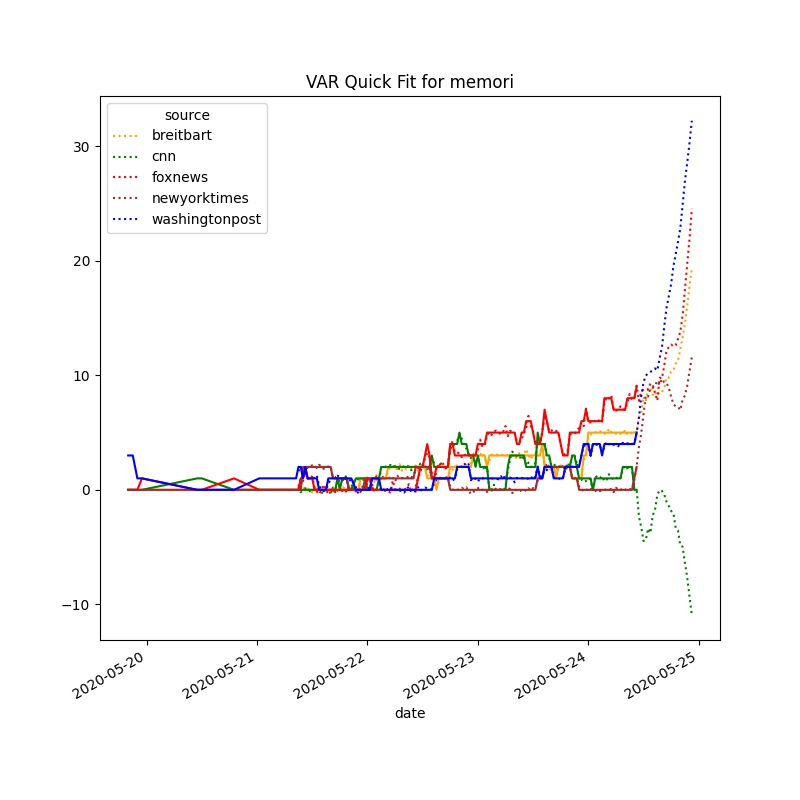 VAR Quick Fit for memori
source
breitbart
cnn
foxnews
newyorktimes
washingtonpost
30
20
10
0
−10
2020-05-20
2020-05-21
2020-05-22
2020-05-23
2020-05-24
2020-05-25
date